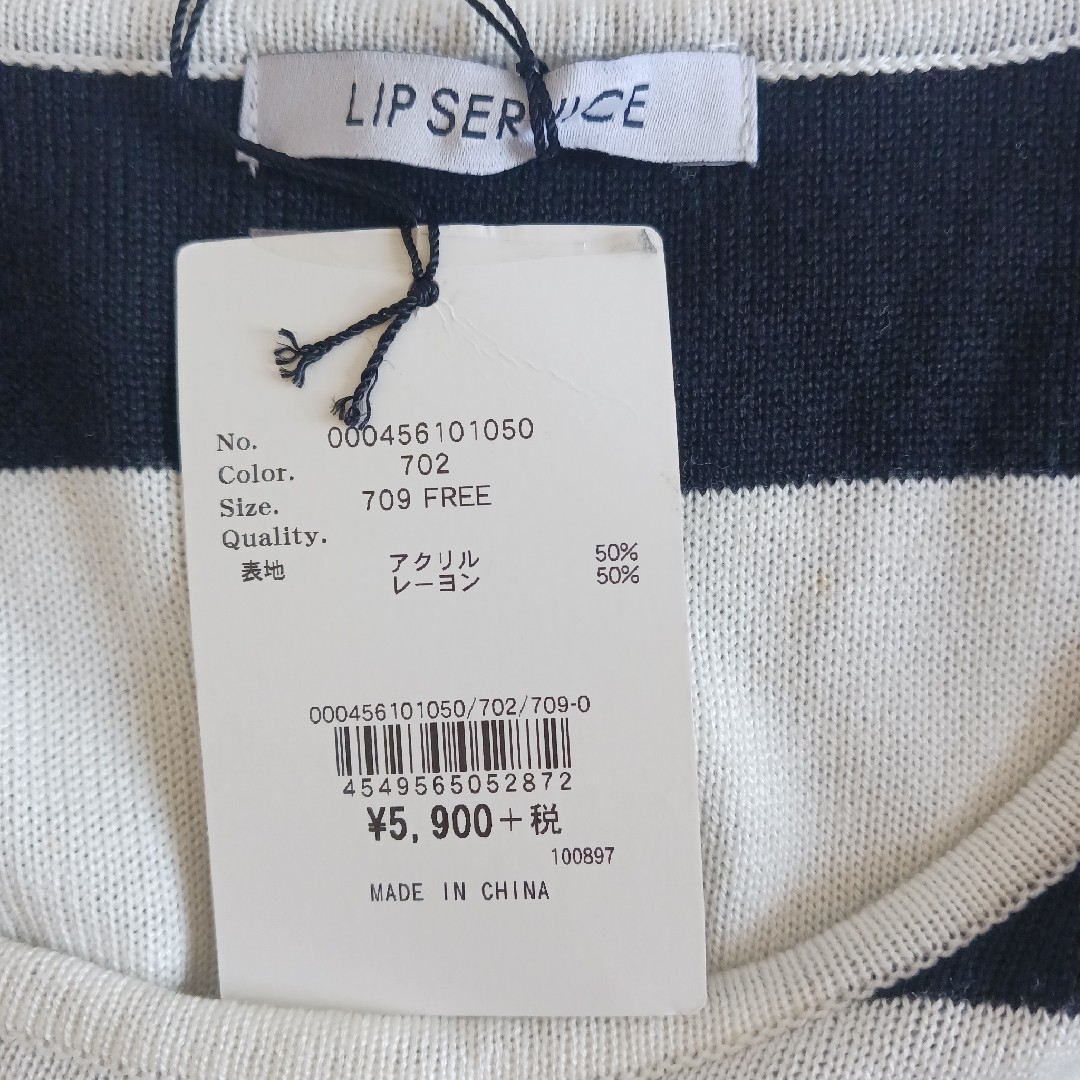 LIP SERVICE
No. 000456101050
Color. 702
Size. 709 FREE
Quality.
表地 アクリル 50%
レーヨン 50%
000456101050/702/709-0
4549565052872
¥5,900+税
100897
MADE IN CHINA